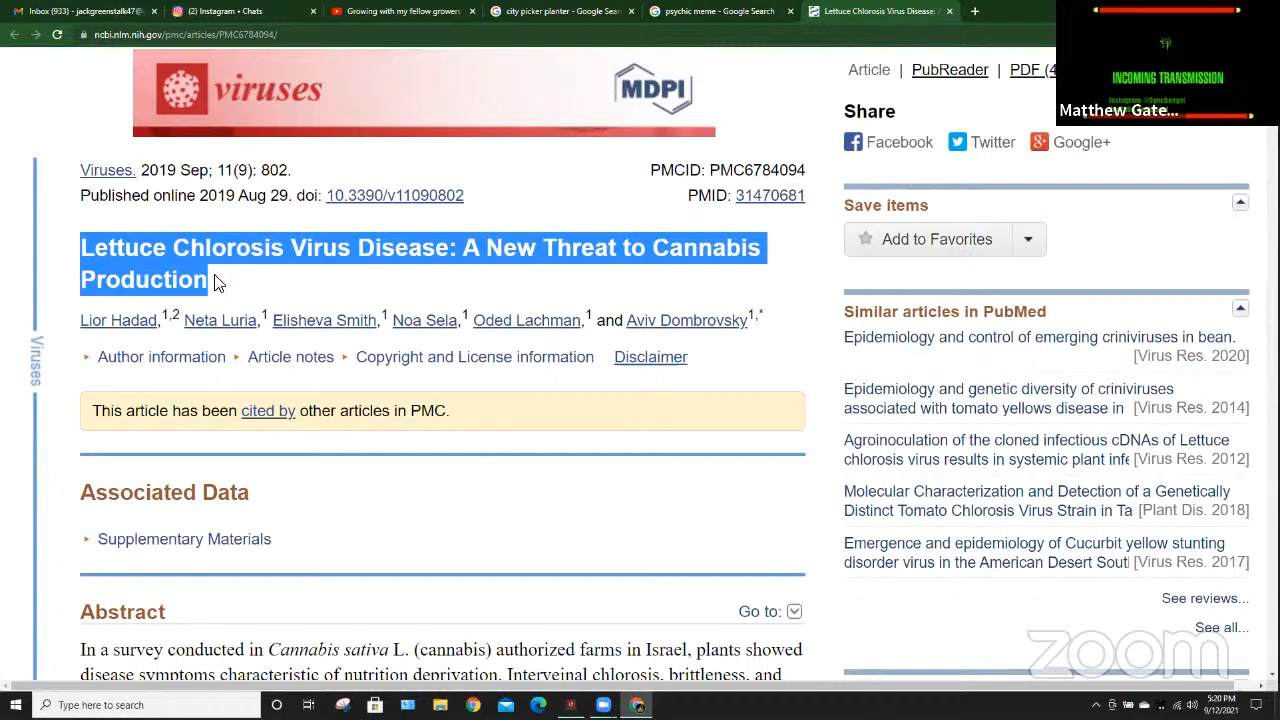 Inbox (933) - jackgreenstalk47@
Instagram • Chats
Growing with my fellow growers
city picker planter - Google Sear
psychic meme - Google Search
Lettuce Chlorosis Virus Disease: A
ncbi.nlm.nih.gov/pmc/articles/PMC6784094/
INCOMING TRANSMISSION
Instagram: @Synchangel
Matthew Gate...
viruses
MDPI
Article | PubReader | PDF (4
Share
Facebook Twitter Google+
Viruses. 2019 Sep; 11(9): 802.
PMCID: PMC6784094
Published online 2019 Aug 29. doi: 10.3390/v11090802
PMID: 31470681
Save items
Add to Favorites
Lettuce Chlorosis Virus Disease: A New Threat to Cannabis
Production
Lior Hadad,1,2 Neta Luria,1 Elisheva Smith,1 Noa Sela,1 Oded Lachman,1 and Aviv Dombrovsky1,*
Author information Article notes Copyright and License information Disclaimer
Viruses
This article has been cited by other articles in PMC.
Similar articles in PubMed
Epidemiology and control of emerging criniviruses in bean.
[Virus Res. 2020]
Epidemiology and genetic diversity of criniviruses
associated with tomato yellows disease in [Virus Res. 2014]
Agroinoculation of the cloned infectious cDNAs of Lettuce
chlorosis virus results in systemic plant infe [Virus Res. 2012]
Molecular Characterization and Detection of a Genetically
Distinct Tomato Chlorosis Virus Strain in Ta [Plant Dis. 2018]
Emergence and epidemiology of Cucurbit yellow stunting
disorder virus in the American Desert Sout [Virus Res. 2017]
See reviews...
See all...
Associated Data
Supplementary Materials
Abstract
Go to:
In a survey conducted in Cannabis sativa L. (cannabis) authorized farms in Israel, plants showed
disease symptoms characteristic of nutrition deprivation. Interveinal chlorosis, brittleness, and
zoom
Type here to search
5:20 PM
9/12/2021